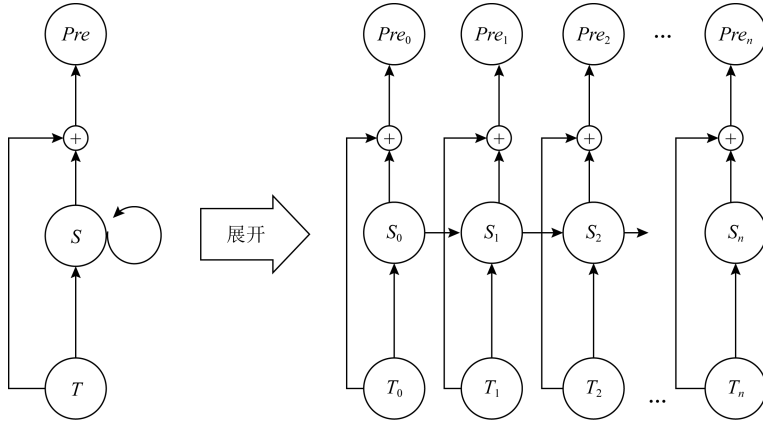 Pre Pre₀ Pre₁ Pre₂ ... Preₙ
+ + + + +
S 展开 S₀ S₁ S₂ Sₙ
T T₀ T₁ T₂ ... Tₙ